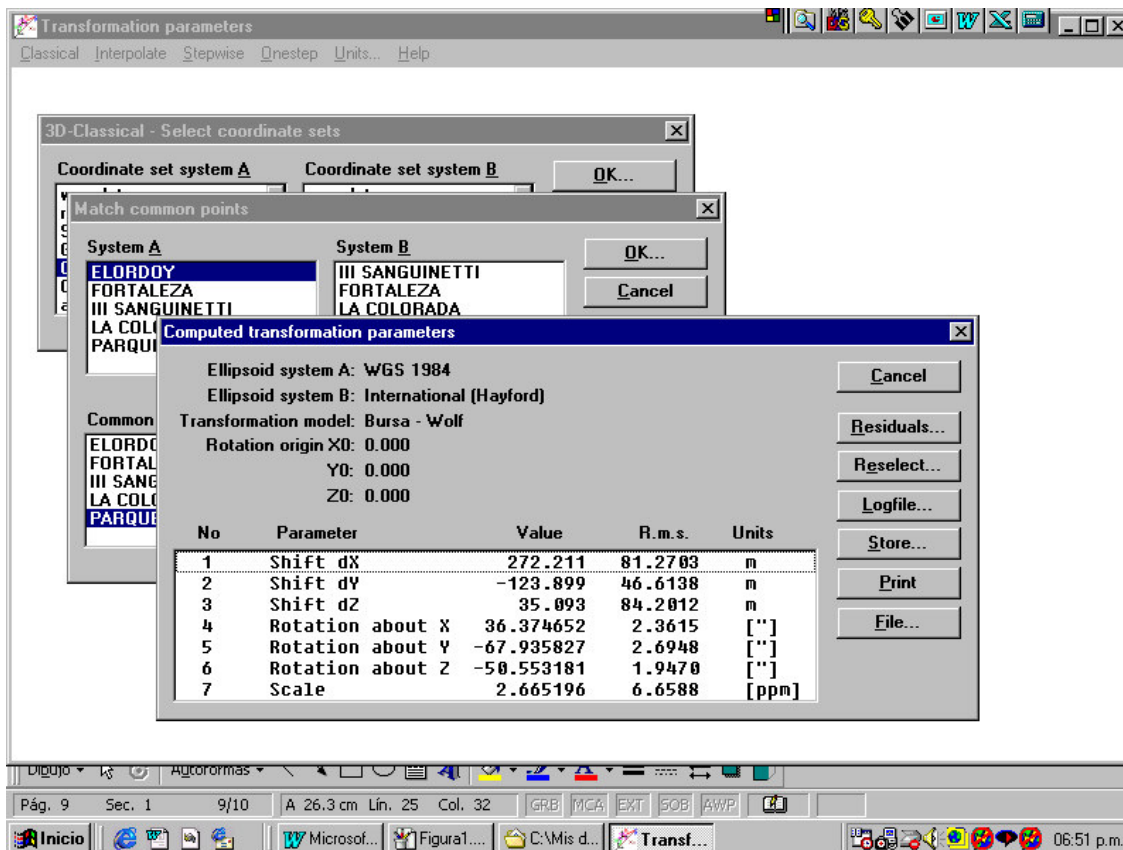 Transformation parameters
Classical Interpolate Stepwise Onestep Units... Help
3D-Classical - Select coordinate sets
Coordinate set system A Coordinate set system B OK...
Match common points
System A System B OK...
ELORDOY III SANGUINETTI
FORTALEZA FORTALEZA Cancel
III SANGUINETTI LA COLORADA
LA COL
PARQU
Common
ELORDO
FORTAL
III SANG
LA COL
PARQUE
Computed transformation parameters
Ellipsoid system A: WGS 1984 Cancel
Ellipsoid system B: International (Hayford)
Transformation model: Bursa - Wolf Residuals...
Rotation origin X0: 0.000
Y0: 0.000 Reselect...
Z0: 0.000 Logfile...
No Parameter Value R.m.s. Units Store...
1 Shift dX 272.211 81.2703 m
2 Shift dY -123.899 46.6138 m Print
3 Shift dZ 35.093 84.2012 m
4 Rotation about X 36.374652 2.3615 ["] File...
5 Rotation about Y -67.935827 2.6948 ["]
6 Rotation about Z -50.553181 1.9470 ["]
7 Scale 2.665196 6.6588 [ppm]
Dibujo Autoformas
Pág. 9 Sec. 1 9/10 A 26.3 cm Lín. 25 Col. 32 GRB MCA EXT SOB AWP
Inicio Microsof... Figura1.... C:\Mis d... Transf... 06:51 p.m.